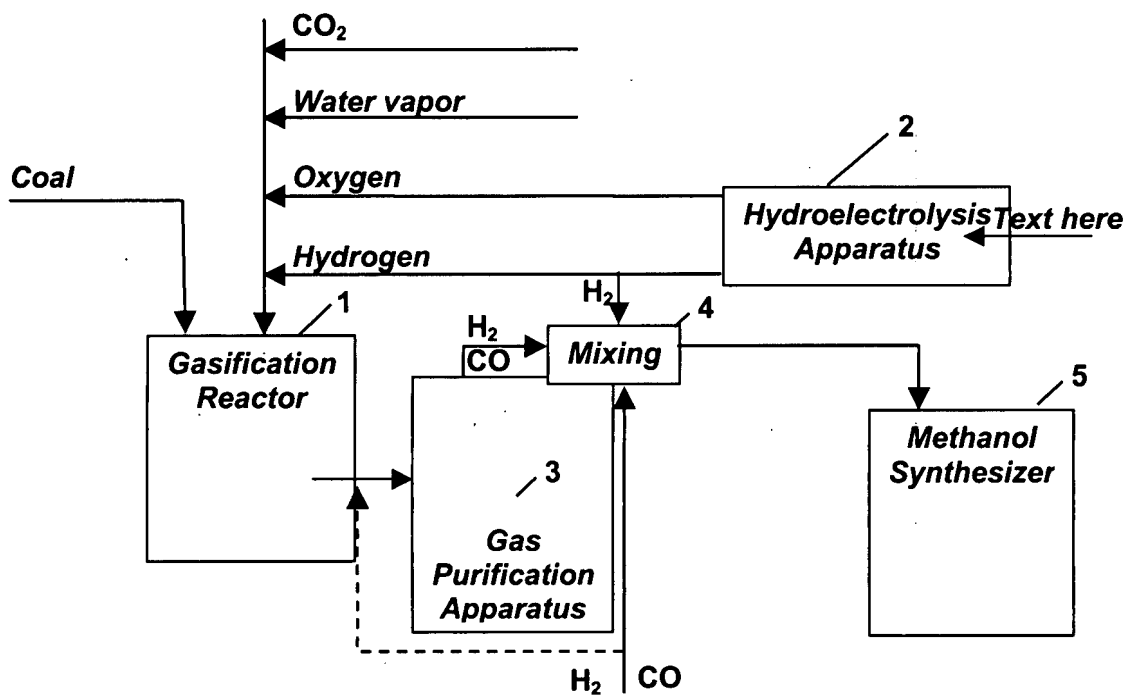 CO₂
Water vapor
2
Coal
Oxygen
Hydroelectrolysis
Apparatus
Text here
Hydrogen
H₂
1
4
H₂
CO
Mixing
Gasification
Reactor
5
Methanol
Synthesizer
3
Gas
Purification
Apparatus
H₂ CO